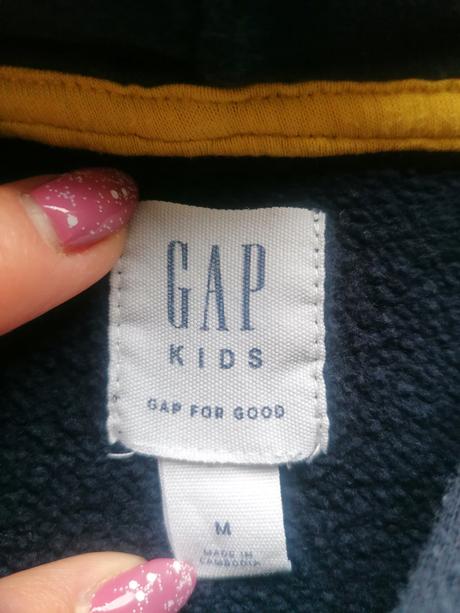 GAP
KIDS
GAP FOR GOOD
M
MADE IN
CAMBODIA